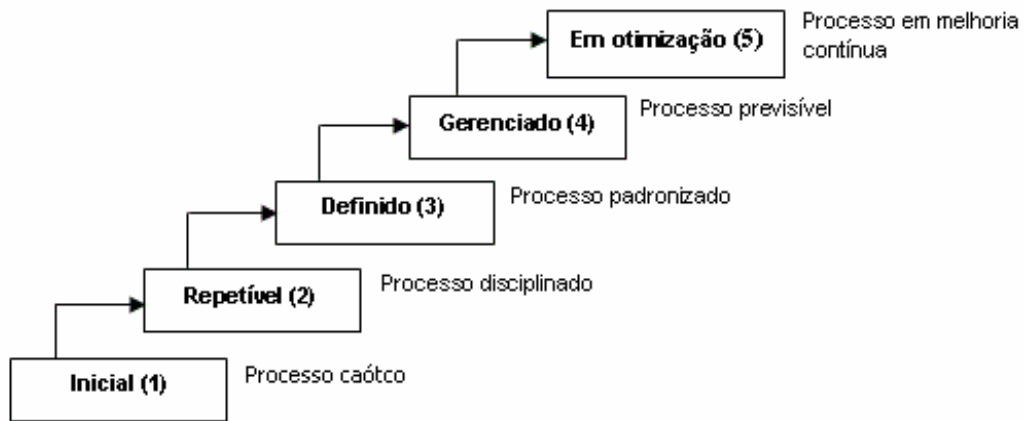 Em otimização (5)
Processo em melhoria
contínua
Gerenciado (4)
Processo previsível
Definido (3)
Processo padronizado
Repetível (2)
Processo disciplinado
Inicial (1)
Processo caótco